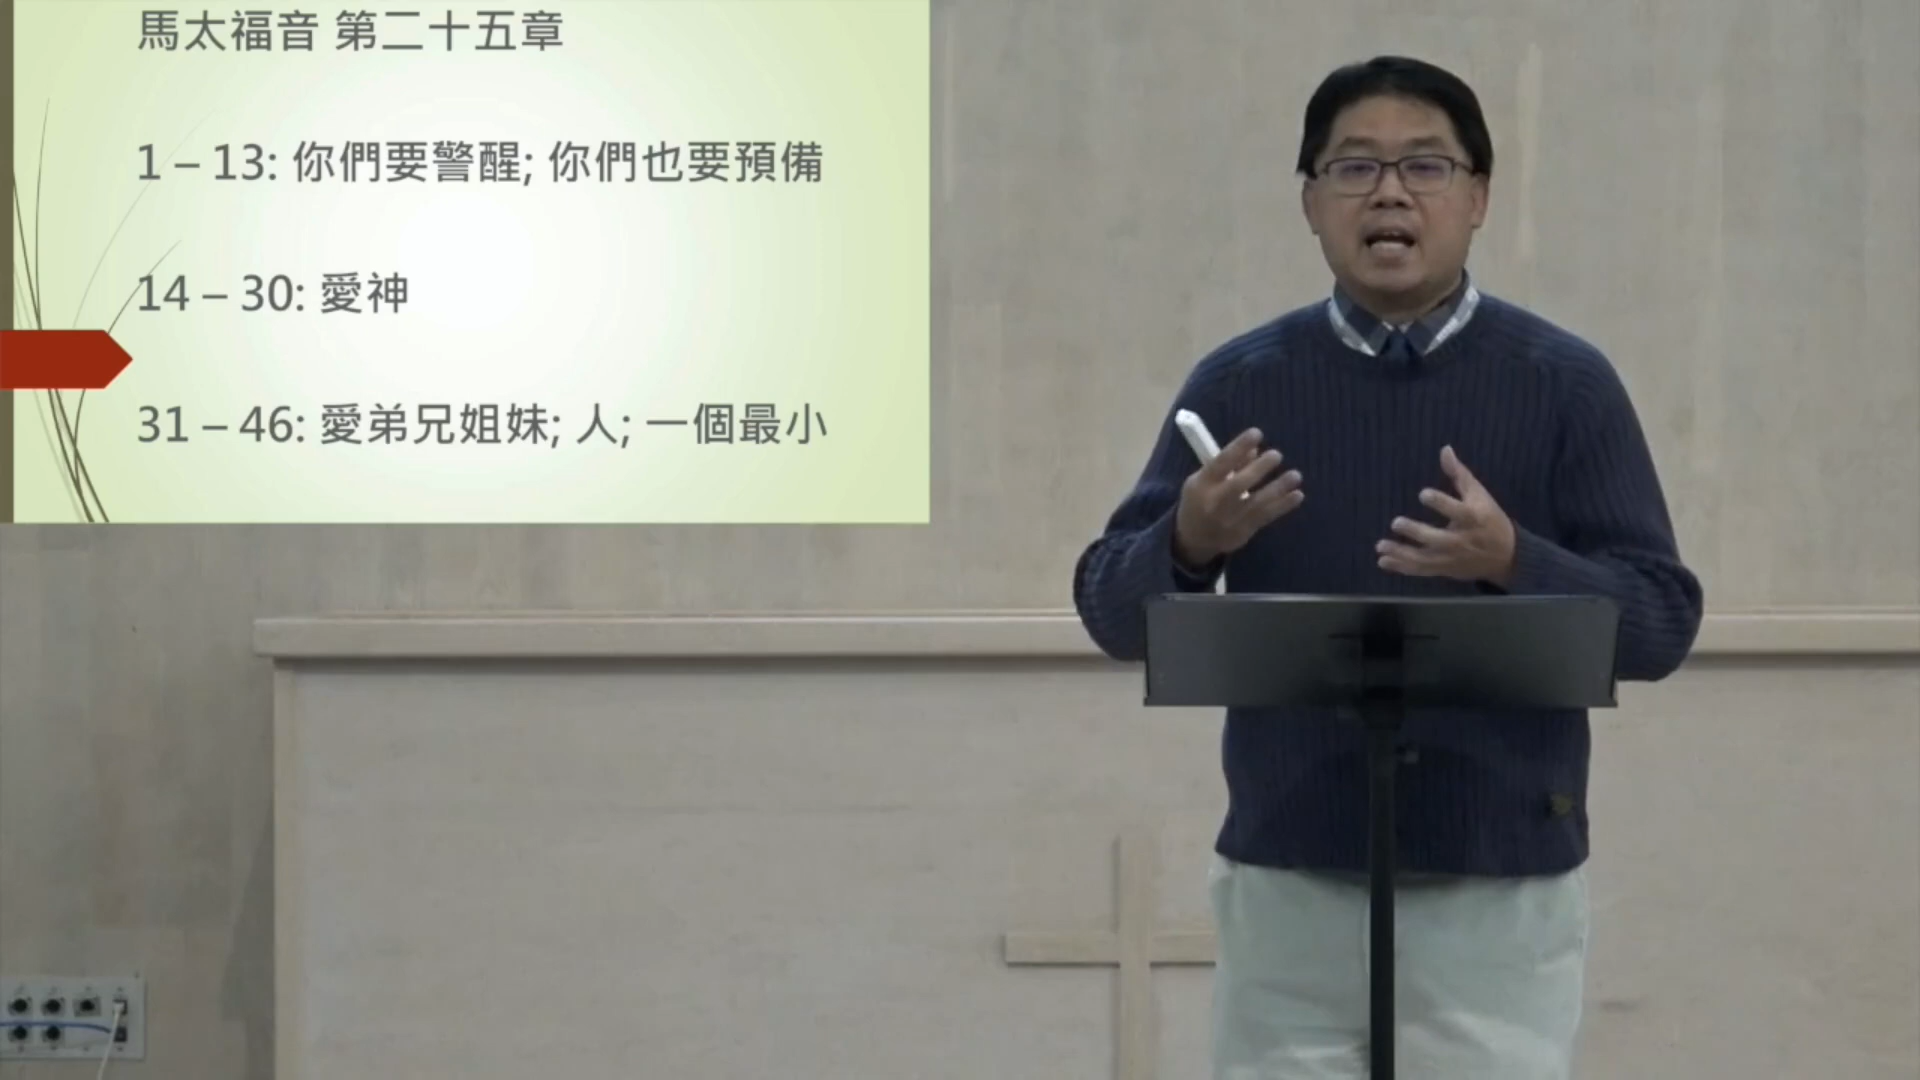 馬太福音 第二十五章
1 – 13: 你們要警醒; 你們也要預備
14 – 30: 愛神
31 – 46: 愛弟兄姐妹; 人; 一個最小